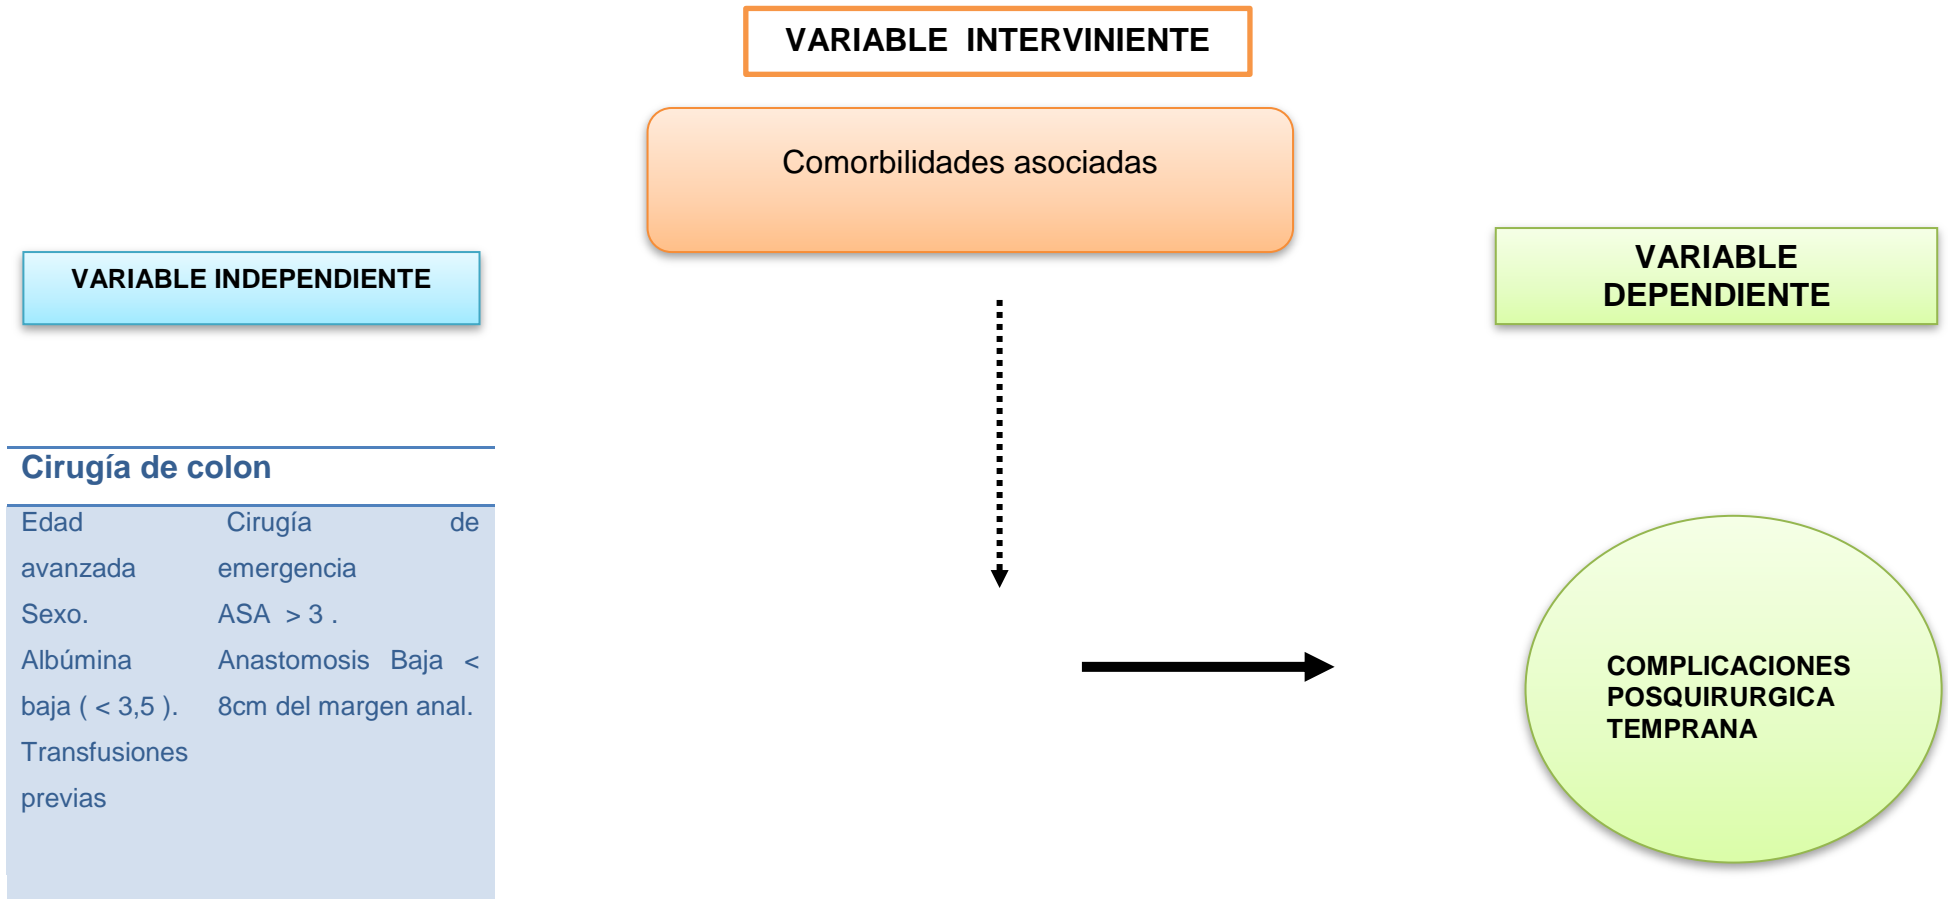 VARIABLE INTERVINIENTE
Comorbilidades asociadas
VARIABLE INDEPENDIENTE
VARIABLE
DEPENDIENTE
Cirugía de colon
Edad
avanzada
Sexo.
Albúmina
baja ( < 3,5 ).
Transfusiones
previas
Cirugía de
emergencia
ASA > 3 .
Anastomosis Baja <
8cm del margen anal.
COMPLICACIONES
POSQUIRURGICA
TEMPRANA